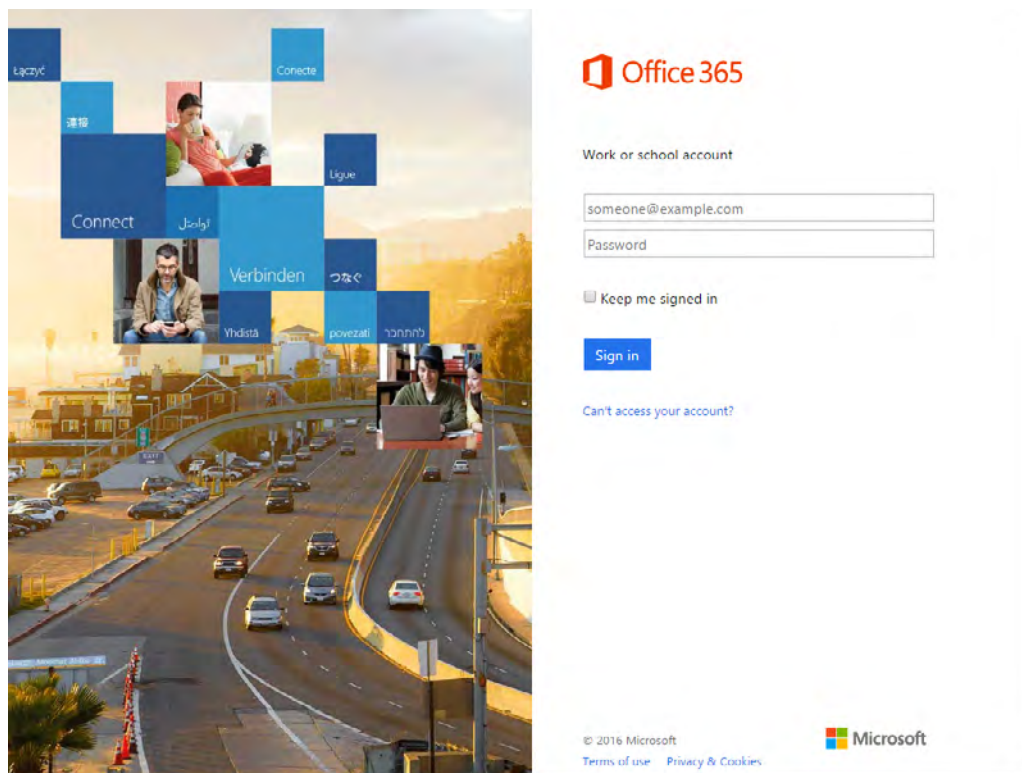 Łączyć
Conecte
連接
Ligue
Connect
تواصل
Verbinden
つなぐ
Yhdistä
povezati
להתחבר
EXIT
Office 365
Work or school account
someone@example.com
Password
Keep me signed in
Sign in
Can't access your account?
© 2016 Microsoft
Microsoft
Terms of use Privacy & Cookies